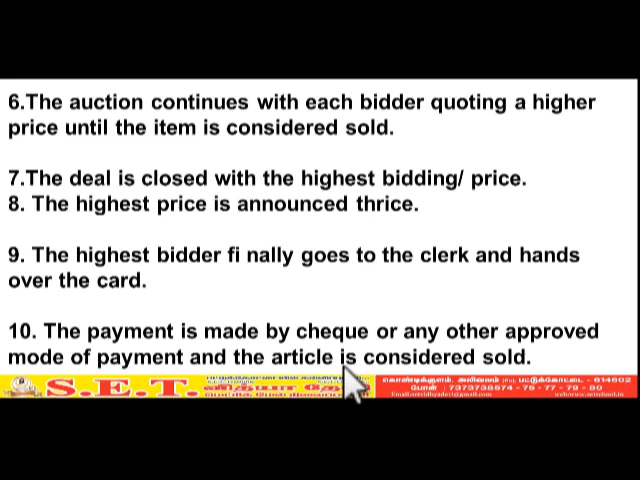 6.The auction continues with each bidder quoting a higher
price until the item is considered sold.
7.The deal is closed with the highest bidding/ price.
8. The highest price is announced thrice.
9. The highest bidder fi nally goes to the clerk and hands
over the card.
10. The payment is made by cheque or any other approved
mode of payment and the article is considered sold.
S.E.T.